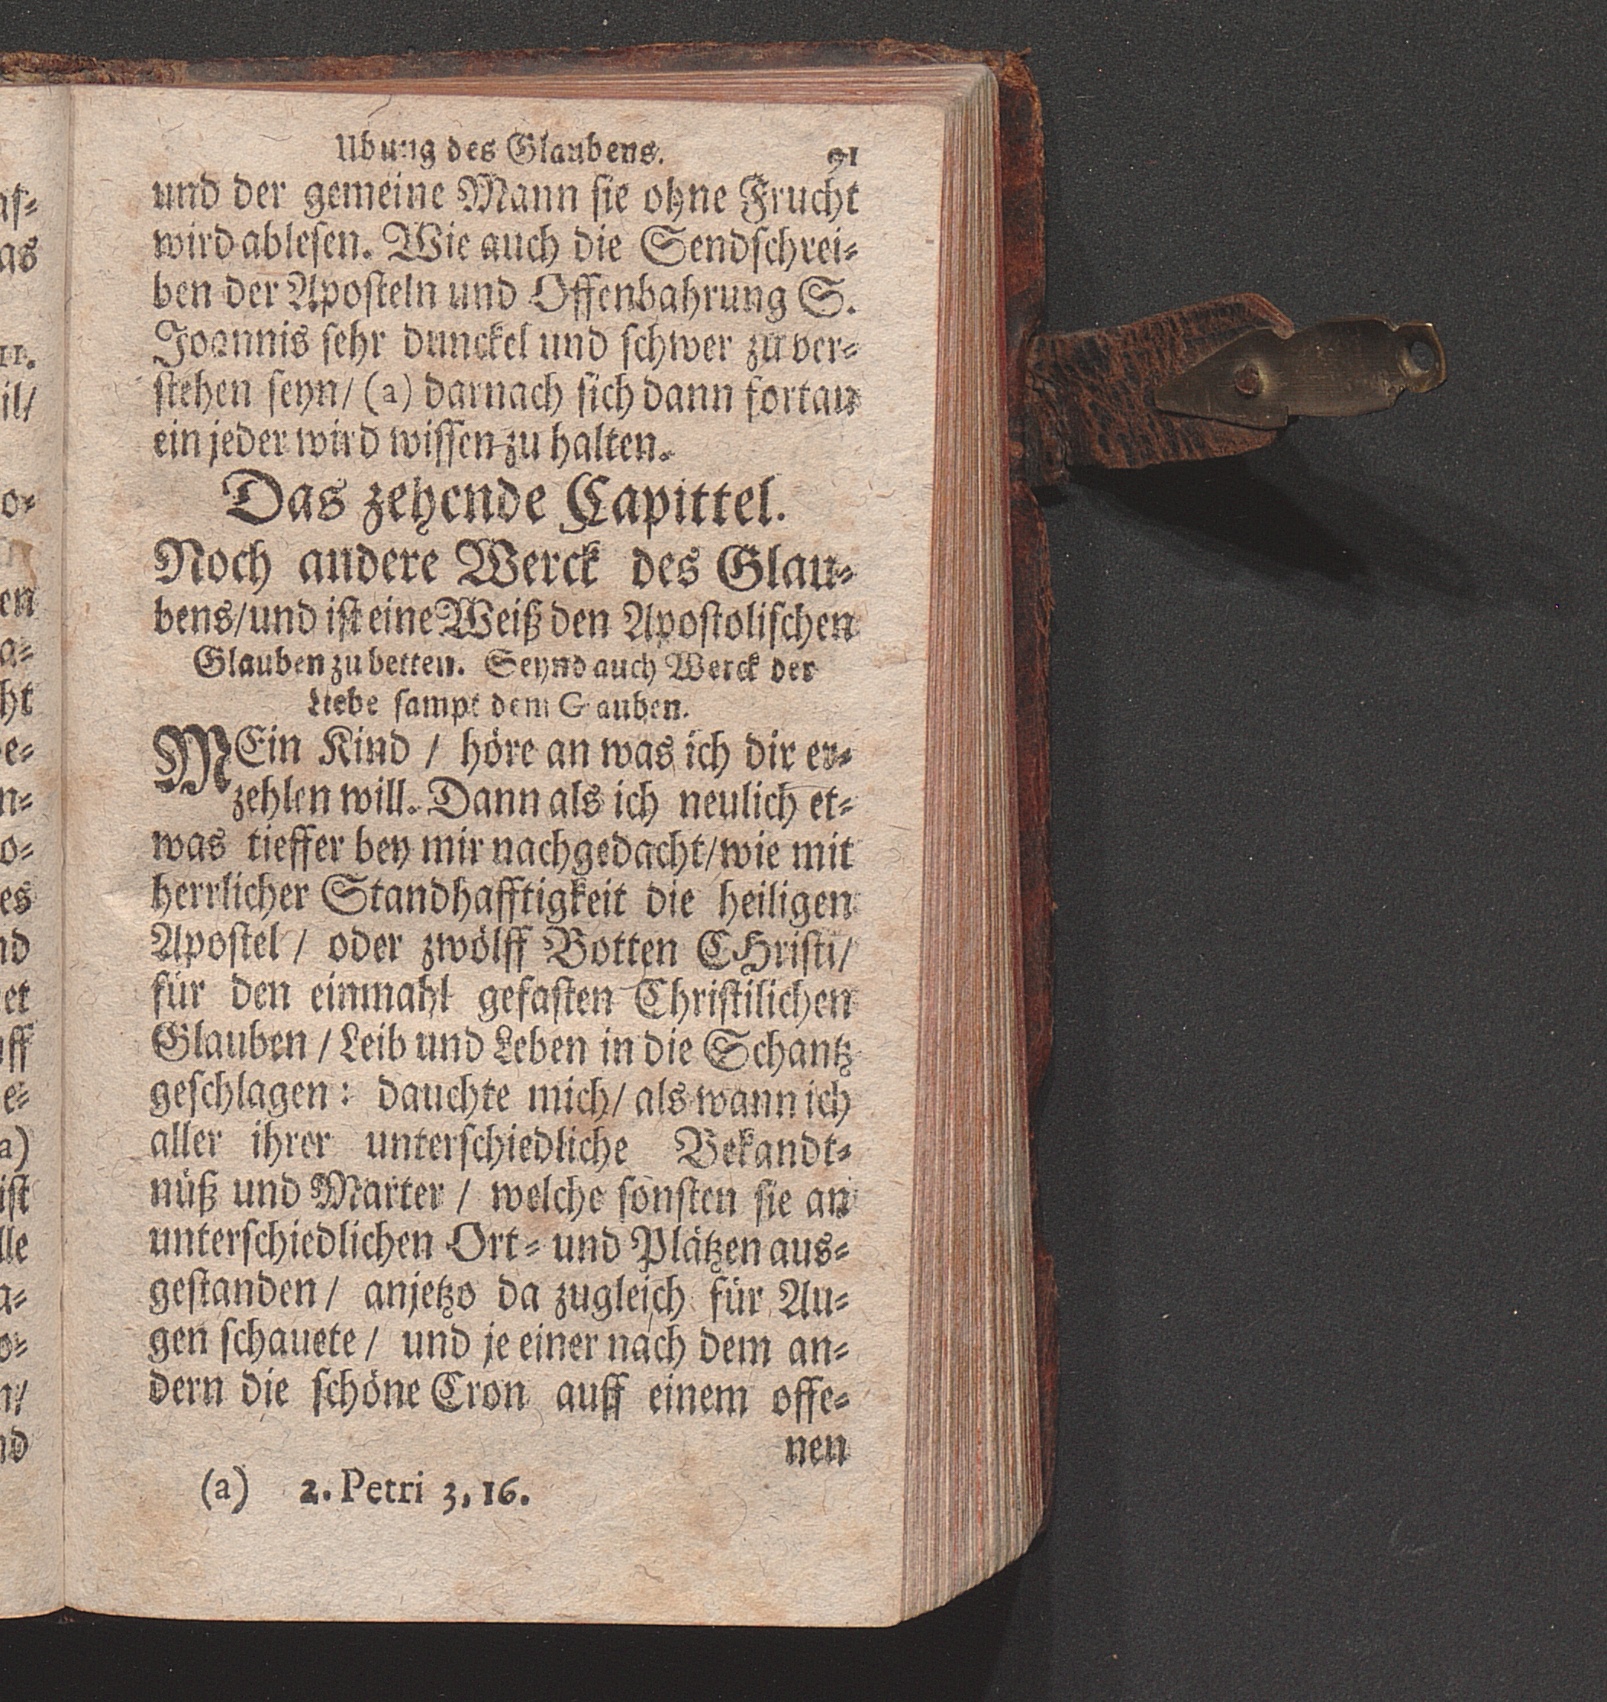 Ubung des Glaubens. 91
und der gemeine Mann sie ohne Frucht
wird ablesen. Wie auch die Sendschrei-
ben der Aposteln und Offenbahrung S.
Joannis sehr dunckel und schwer zu ver-
stehen seyn/ (a) darnach sich dann fortan
ein jeder wird wissen zu halten.
Das zehende Capittel.
Noch andere Werck des Glau-
bens/und ist eine Weiß den Apostolischen
Glauben zu betten. Seynd auch Werck der
Liebe sampt dem G auben.
MEin Kind / höre an was ich dir er-
zehlen will. Dann als ich neulich et-
was tieffer bey mir nachgedacht/wie mit
herrlicher Standhafftigkeit die heiligen
Apostel / oder zwölff Botten CHristi/
für den einmahl gefasten Christilichen
Glauben / Leib und Leben in die Schantz
geschlagen: dauchte mich/ als wann ich
aller ihrer unterschiedliche Bekandt-
nüß und Marter / welche sonsten sie an
unterschiedlichen Ort- und Plätzen aus-
gestanden / anjetzo da zugleich für Au-
gen schauete / und je einer nach dem an-
dern die schöne Cron auff einem offe-
nen
(a) 2. Petri 3, 16.